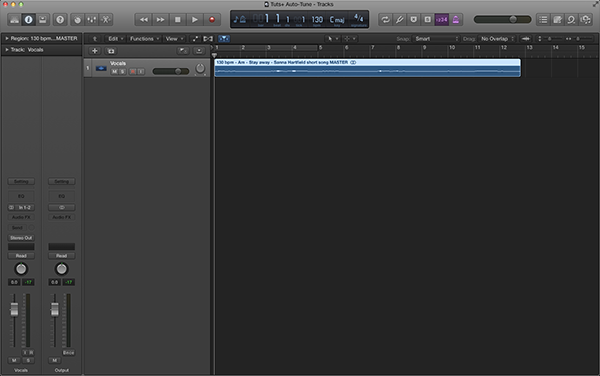 Tuts+ Auto-Tune - Tracks
1 1 1 1 130 C maj 4/4
1234
Region: 130 bpm...MASTER
Edit Functions View
Snap: Smart Drag: No Overlap
Track: Vocals
1 2 3 4 5 6 7 8 9 10 11 12 13 14 15
1 Vocals
M S R I
130 bpm - Am - Stay away - Sanna Hartfield short song MASTER
Setting Setting
EQ EQ
In 1-2
Audio FX Audio FX
Send
Stereo Out
Read Read
0.0 -17 0.0 -17
I R Bnce
M S M
Vocals Output